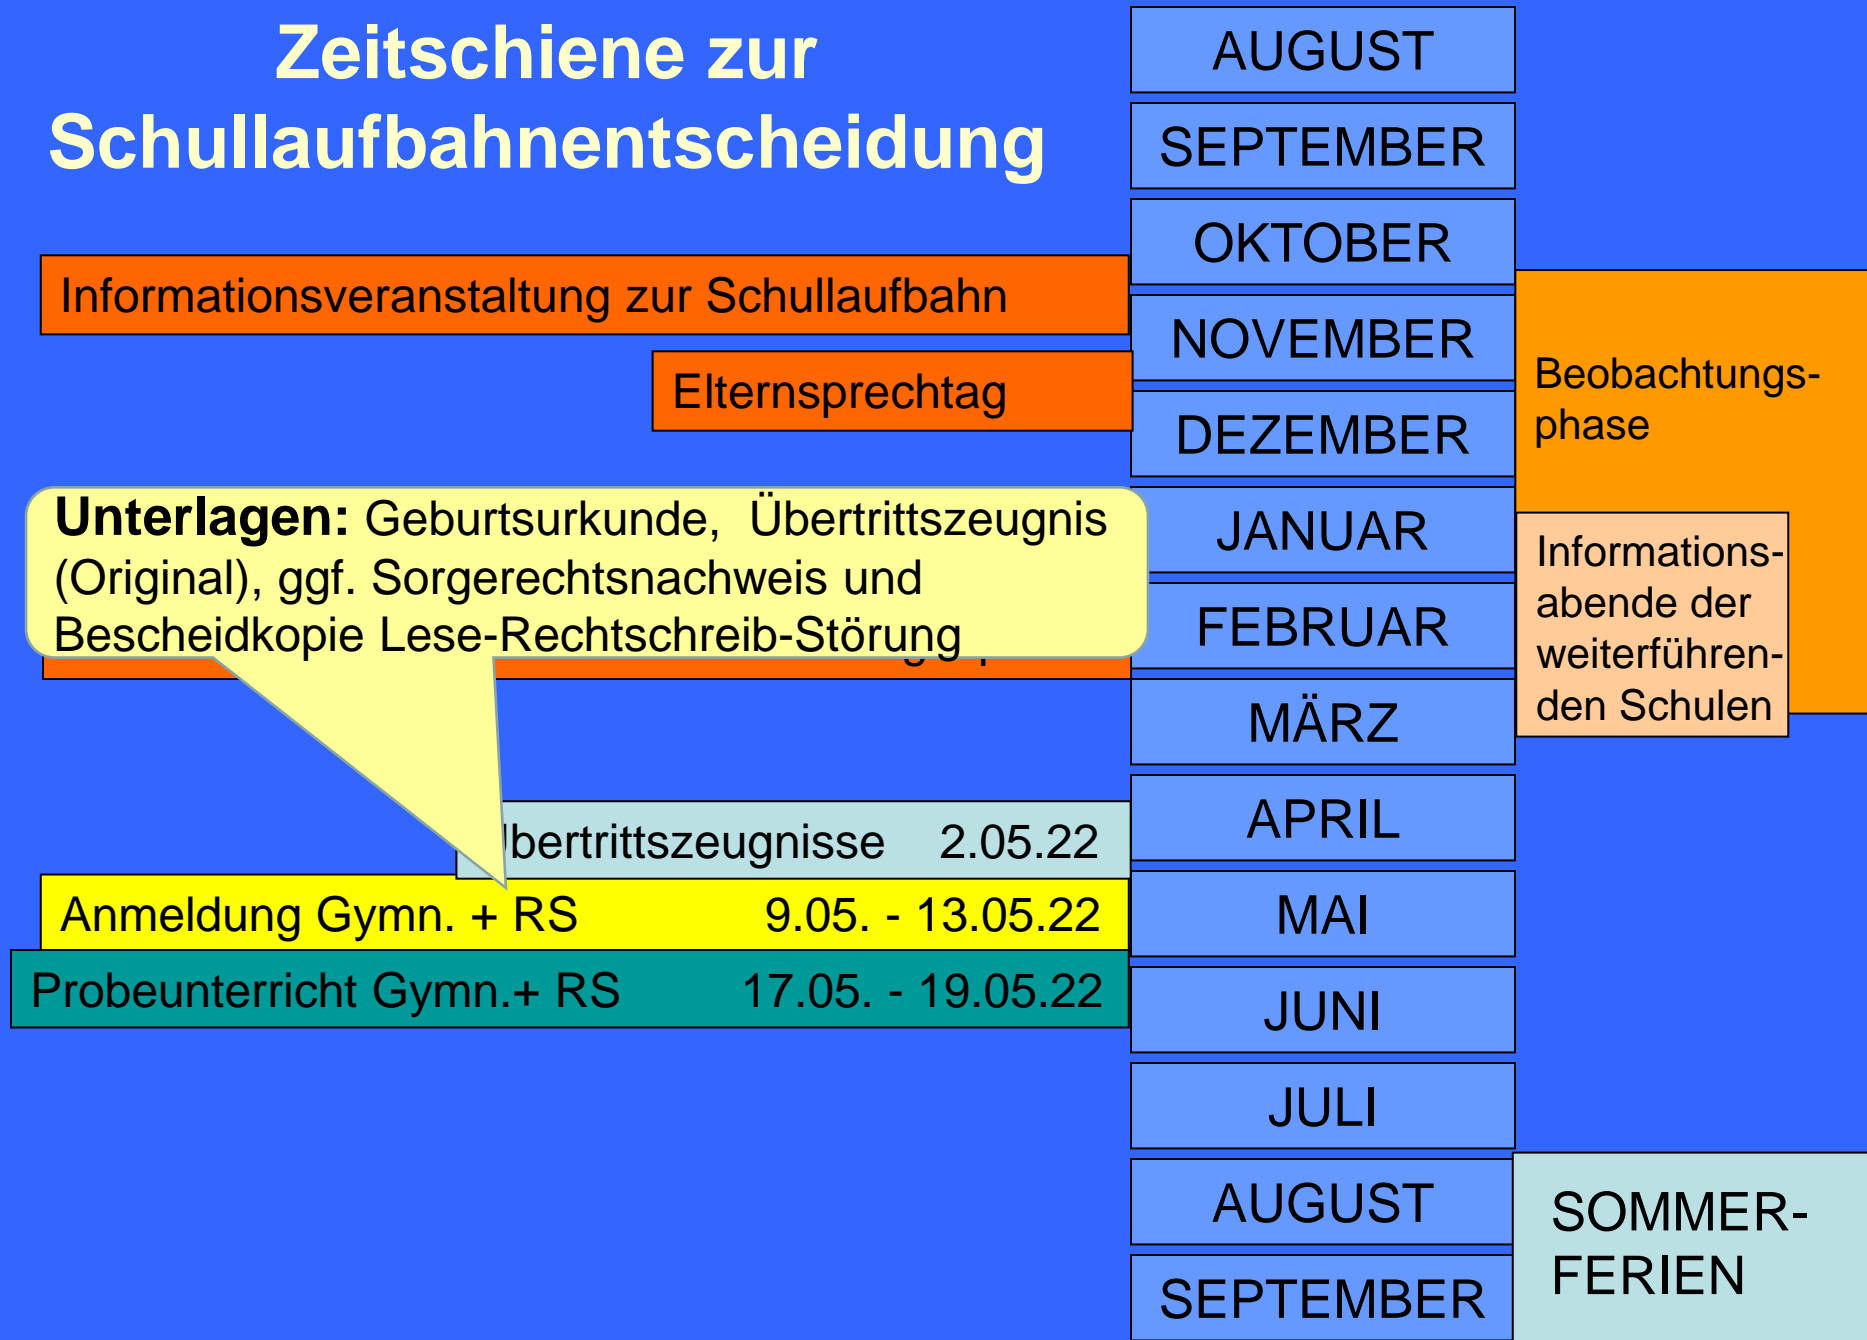 Zeitschiene zur
Schullaufbahnentscheidung
AUGUST
SEPTEMBER
OKTOBER
Informationsveranstaltung zur Schullaufbahn
NOVEMBER
Elternsprechtag
DEZEMBER
Beobachtungs-
phase
Unterlagen: Geburtsurkunde, Übertrittszeugnis
(Original), ggf. Sorgerechtsnachweis und
Bescheidkopie Lese-Rechtschreib-Störung
JANUAR
FEBRUAR
Informations-
abende der
weiterführen-
den Schulen
MÄRZ
APRIL
Übertrittszeugnisse 2.05.22
Anmeldung Gymn. + RS 9.05. - 13.05.22
MAI
Probeunterricht Gymn.+ RS 17.05. - 19.05.22
JUNI
JULI
AUGUST
SEPTEMBER
SOMMER-
FERIEN